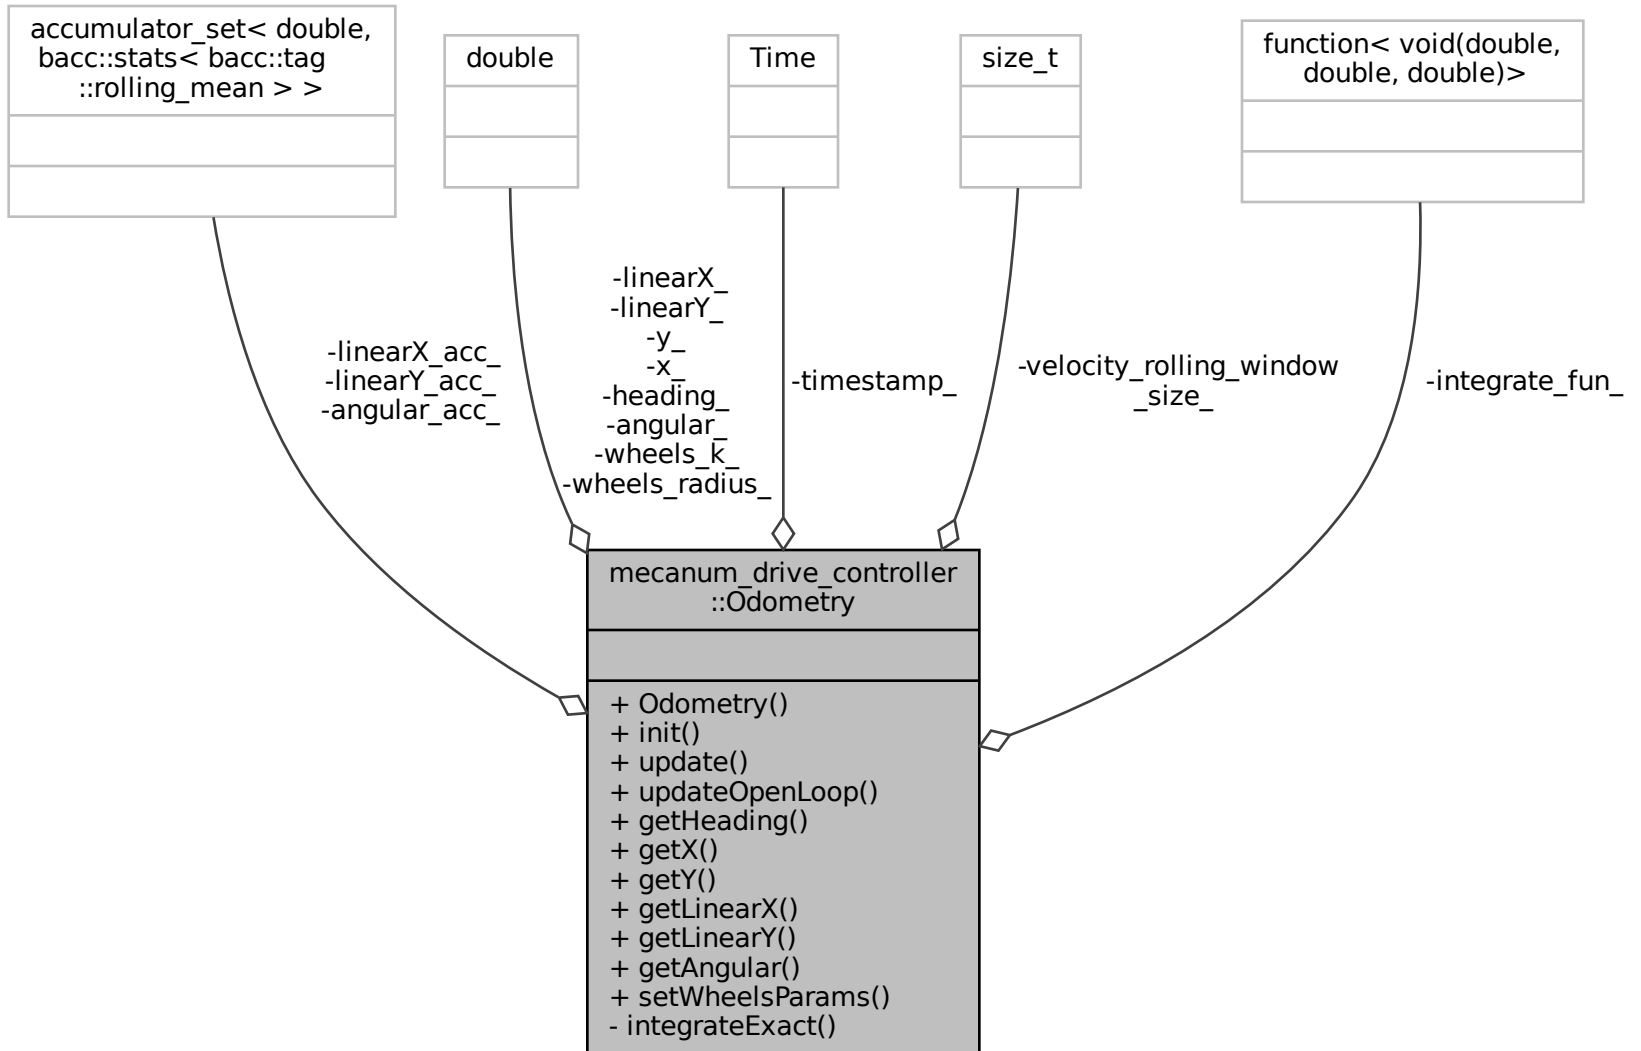 accumulator_set< double,
bacc::stats< bacc::tag
::rolling_mean > >
double
Time
size_t
function< void(double,
double, double)>
-linearX_acc_
-linearY_acc_
-angular_acc_
-linearX_
-linearY_
-y_
-x_
-heading_
-angular_
-wheels_k_
-wheels_radius_
-timestamp_
-velocity_rolling_window
_size_
-integrate_fun_
mecanum_drive_controller
::Odometry
+ Odometry()
+ init()
+ update()
+ updateOpenLoop()
+ getHeading()
+ getX()
+ getY()
+ getLinearX()
+ getLinearY()
+ getAngular()
+ setWheelsParams()
- integrateExact()